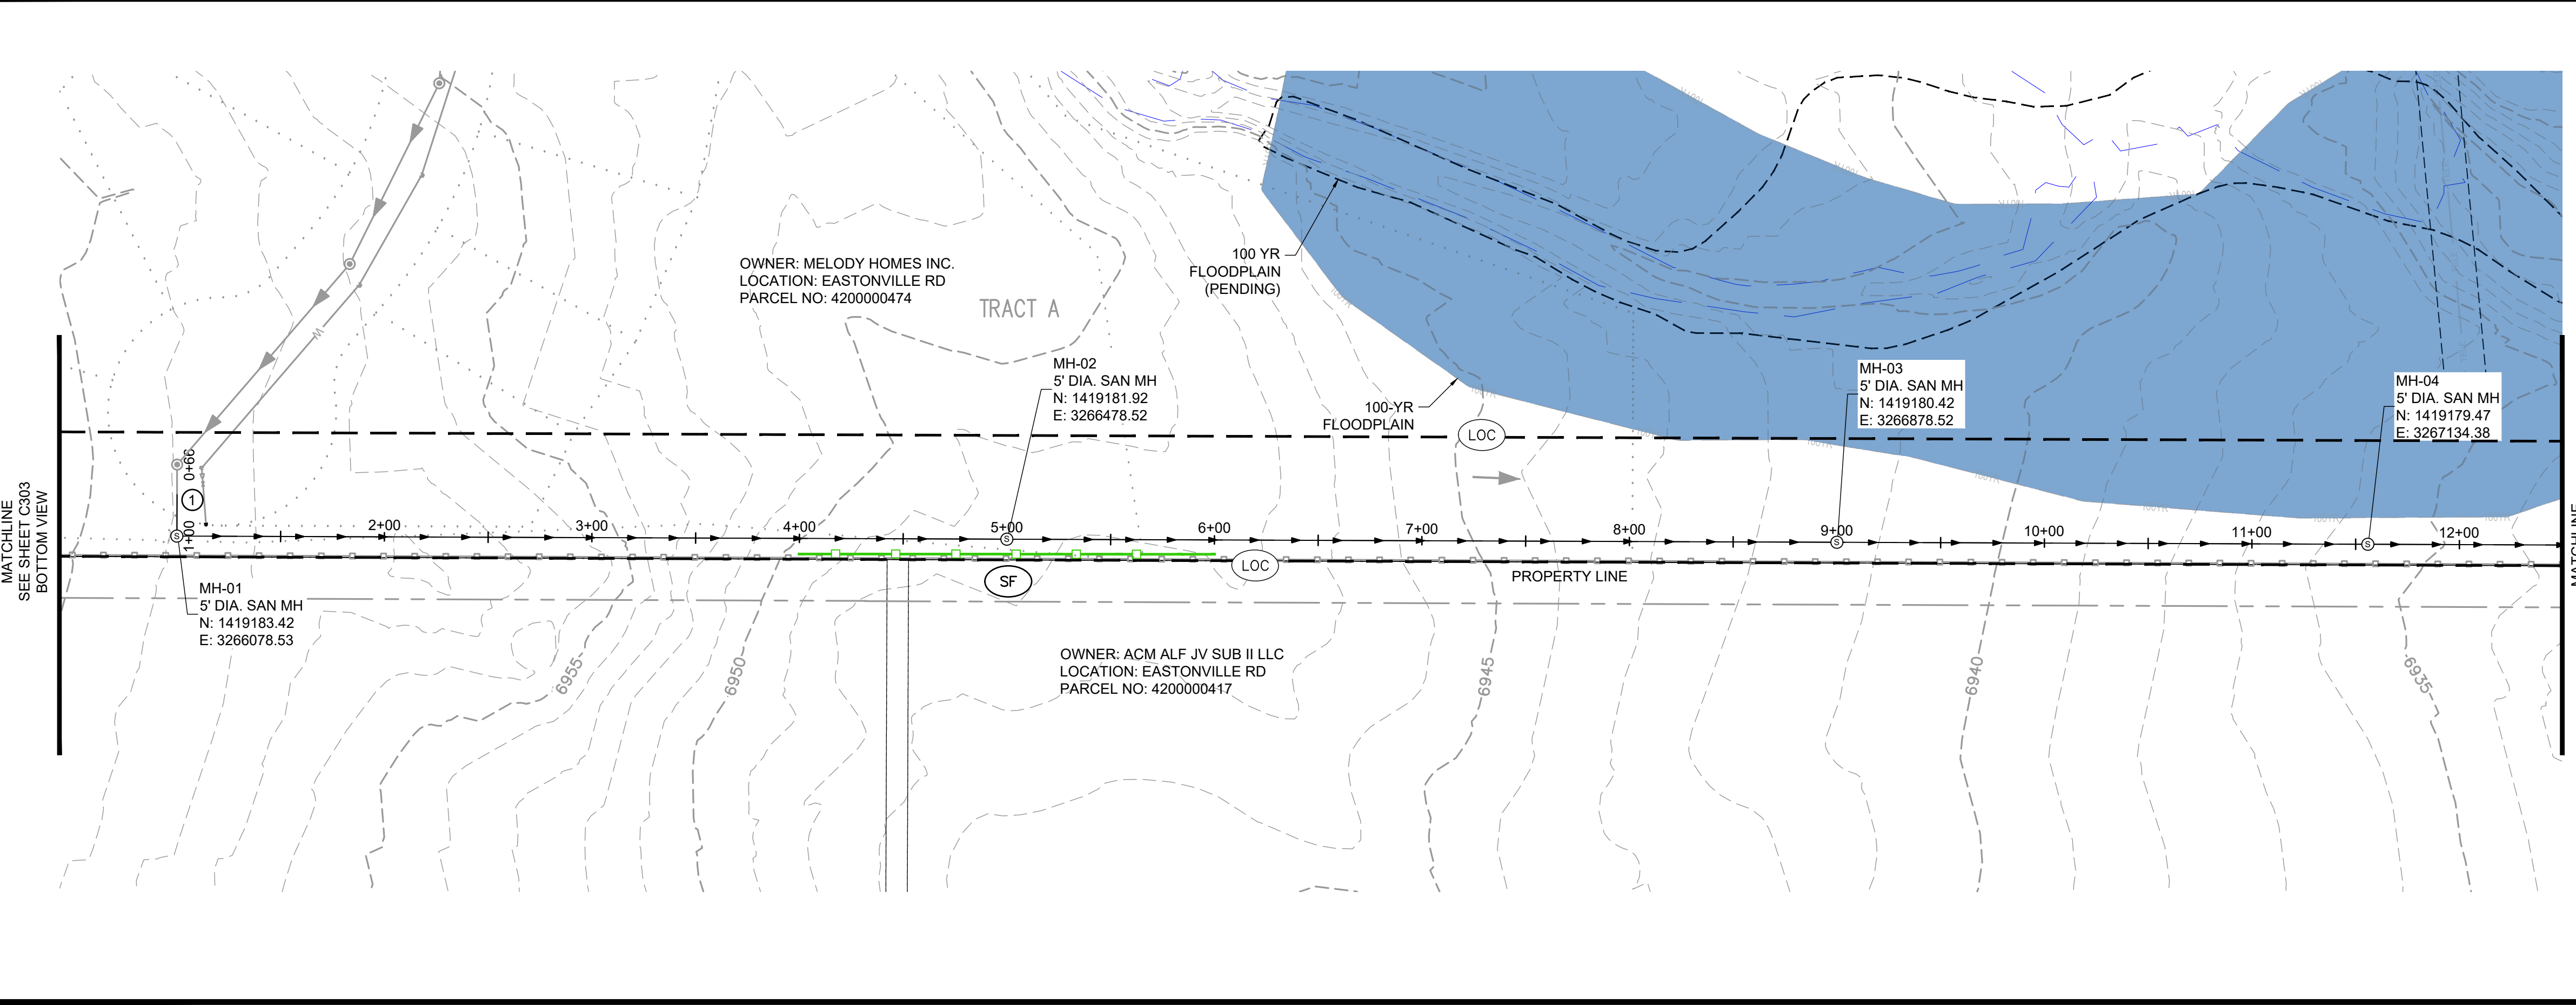 OWNER: MELODY HOMES INC.
LOCATION: EASTONVILLE RD
PARCEL NO: 4200000474
TRACT A
100 YR
FLOODPLAIN
(PENDING)
100-YR
FLOODPLAIN
LOC
MH-02
5' DIA. SAN MH
N: 1419181.92
E: 3266478.52
MH-03
5' DIA. SAN MH
N: 1419180.42
E: 3266878.52
MH-04
5' DIA. SAN MH
N: 1419179.47
E: 3267134.38
W
MATCHLINE
SEE SHEET C303
BOTTOM VIEW
0+66
1
1+00
S
2+00
3+00
4+00
5+00
S
6+00
7+00
8+00
9+00
S
10+00
11+00
S
12+00
MATCHLINE
LOC
SF
PROPERTY LINE
MH-01
5' DIA. SAN MH
N: 1419183.42
E: 3266078.53
OWNER: ACM ALF JV SUB II LLC
LOCATION: EASTONVILLE RD
PARCEL NO: 4200000417
6955
6950
6945
6940
6935